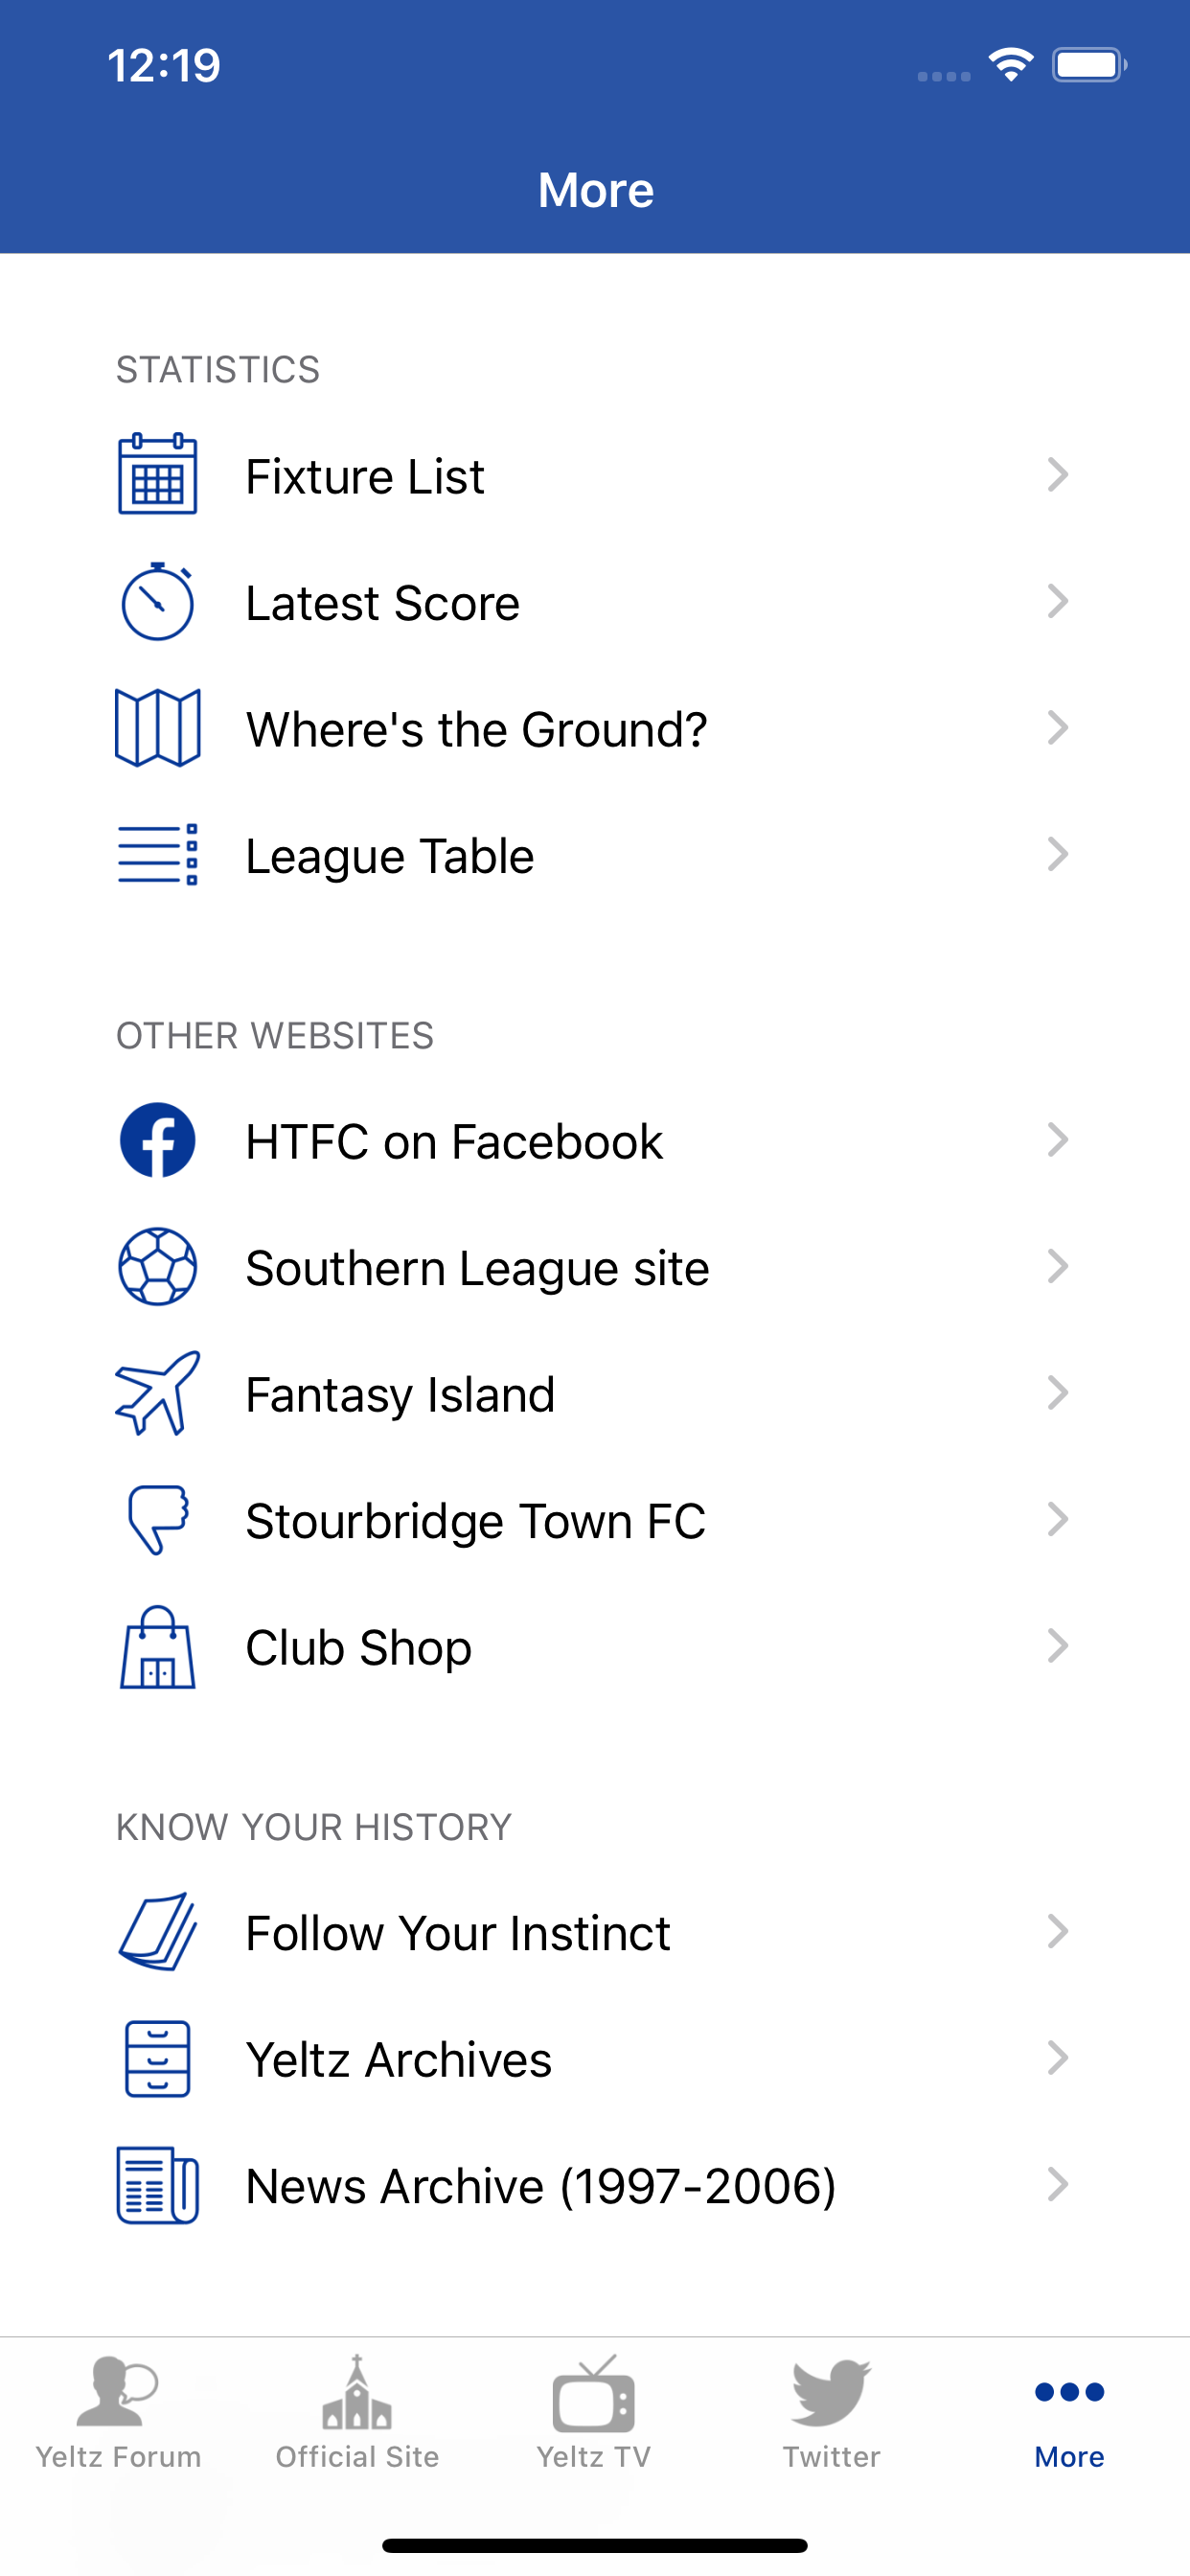 12:19
More
STATISTICS
Fixture List
Latest Score
Where's the Ground?
League Table
OTHER WEBSITES
HTFC on Facebook
Southern League site
Fantasy Island
Stourbridge Town FC
Club Shop
KNOW YOUR HISTORY
Follow Your Instinct
Yeltz Archives
News Archive (1997-2006)
Yeltz Forum
Official Site
Yeltz TV
Twitter
More